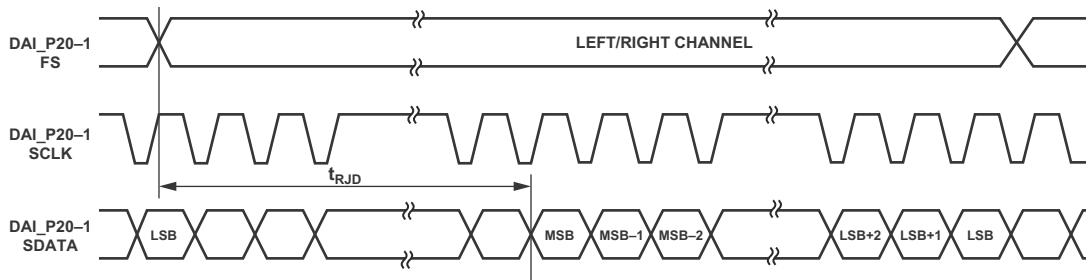 DAI_P20–1
FS
LEFT/RIGHT CHANNEL
DAI_P20–1
SCLK
tRJD
DAI_P20–1
SDATA
LSB
MSB
MSB–1
MSB–2
LSB+2
LSB+1
LSB